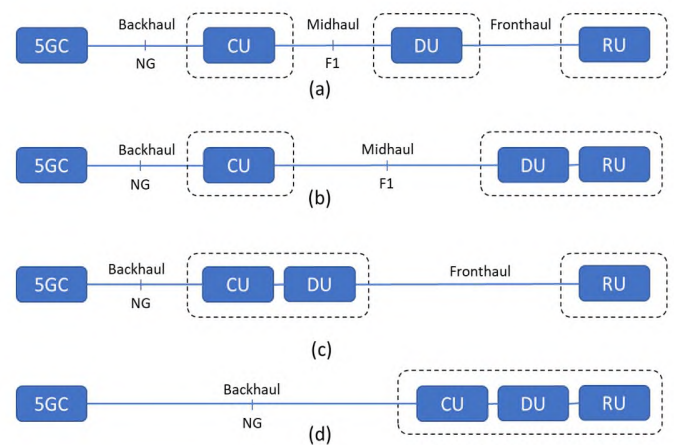 Backhaul Midhaul Fronthaul
5GC CU DU RU
NG F1
(a)
Backhaul Midhaul
5GC CU DU RU
NG F1
(b)
Backhaul Fronthaul
5GC CU DU RU
NG
(c)
Backhaul
5GC CU DU RU
NG
(d)